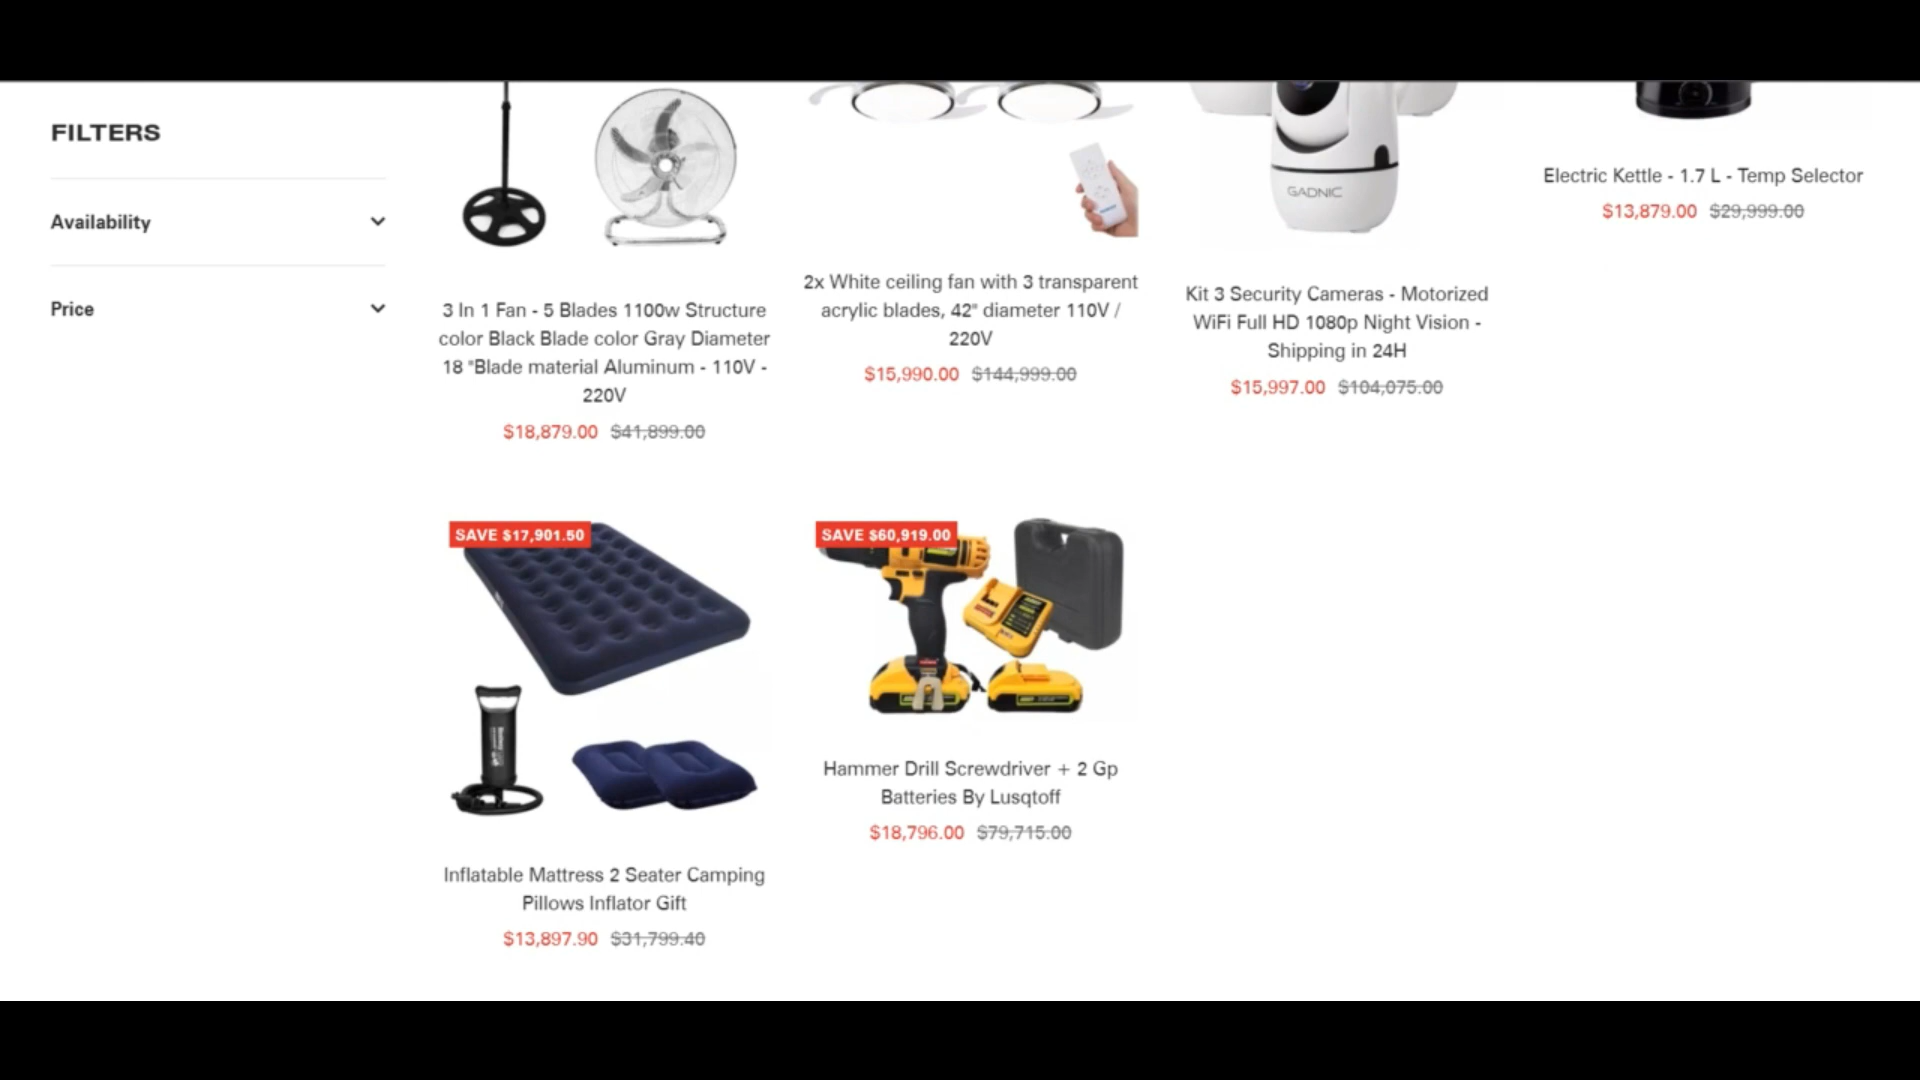 FILTERS
Availability
Price
GADNIC
3 In 1 Fan - 5 Blades 1100w Structure
color Black Blade color Gray Diameter
18 "Blade material Aluminum - 110V -
220V
$18,879.00 $41,899.00
2x White ceiling fan with 3 transparent
acrylic blades, 42" diameter 110V /
220V
$15,990.00 $144,999.00
Kit 3 Security Cameras - Motorized
WiFi Full HD 1080p Night Vision -
Shipping in 24H
$15,997.00 $104,075.00
Electric Kettle - 1.7 L - Temp Selector
$13,879.00 $29,999.00
SAVE $17,901.50
Inflatable Mattress 2 Seater Camping
Pillows Inflator Gift
$13,897.90 $31,799.40
SAVE $60,919.00
Hammer Drill Screwdriver + 2 Gp
Batteries By Lusqtoff
$18,796.00 $79,715.00